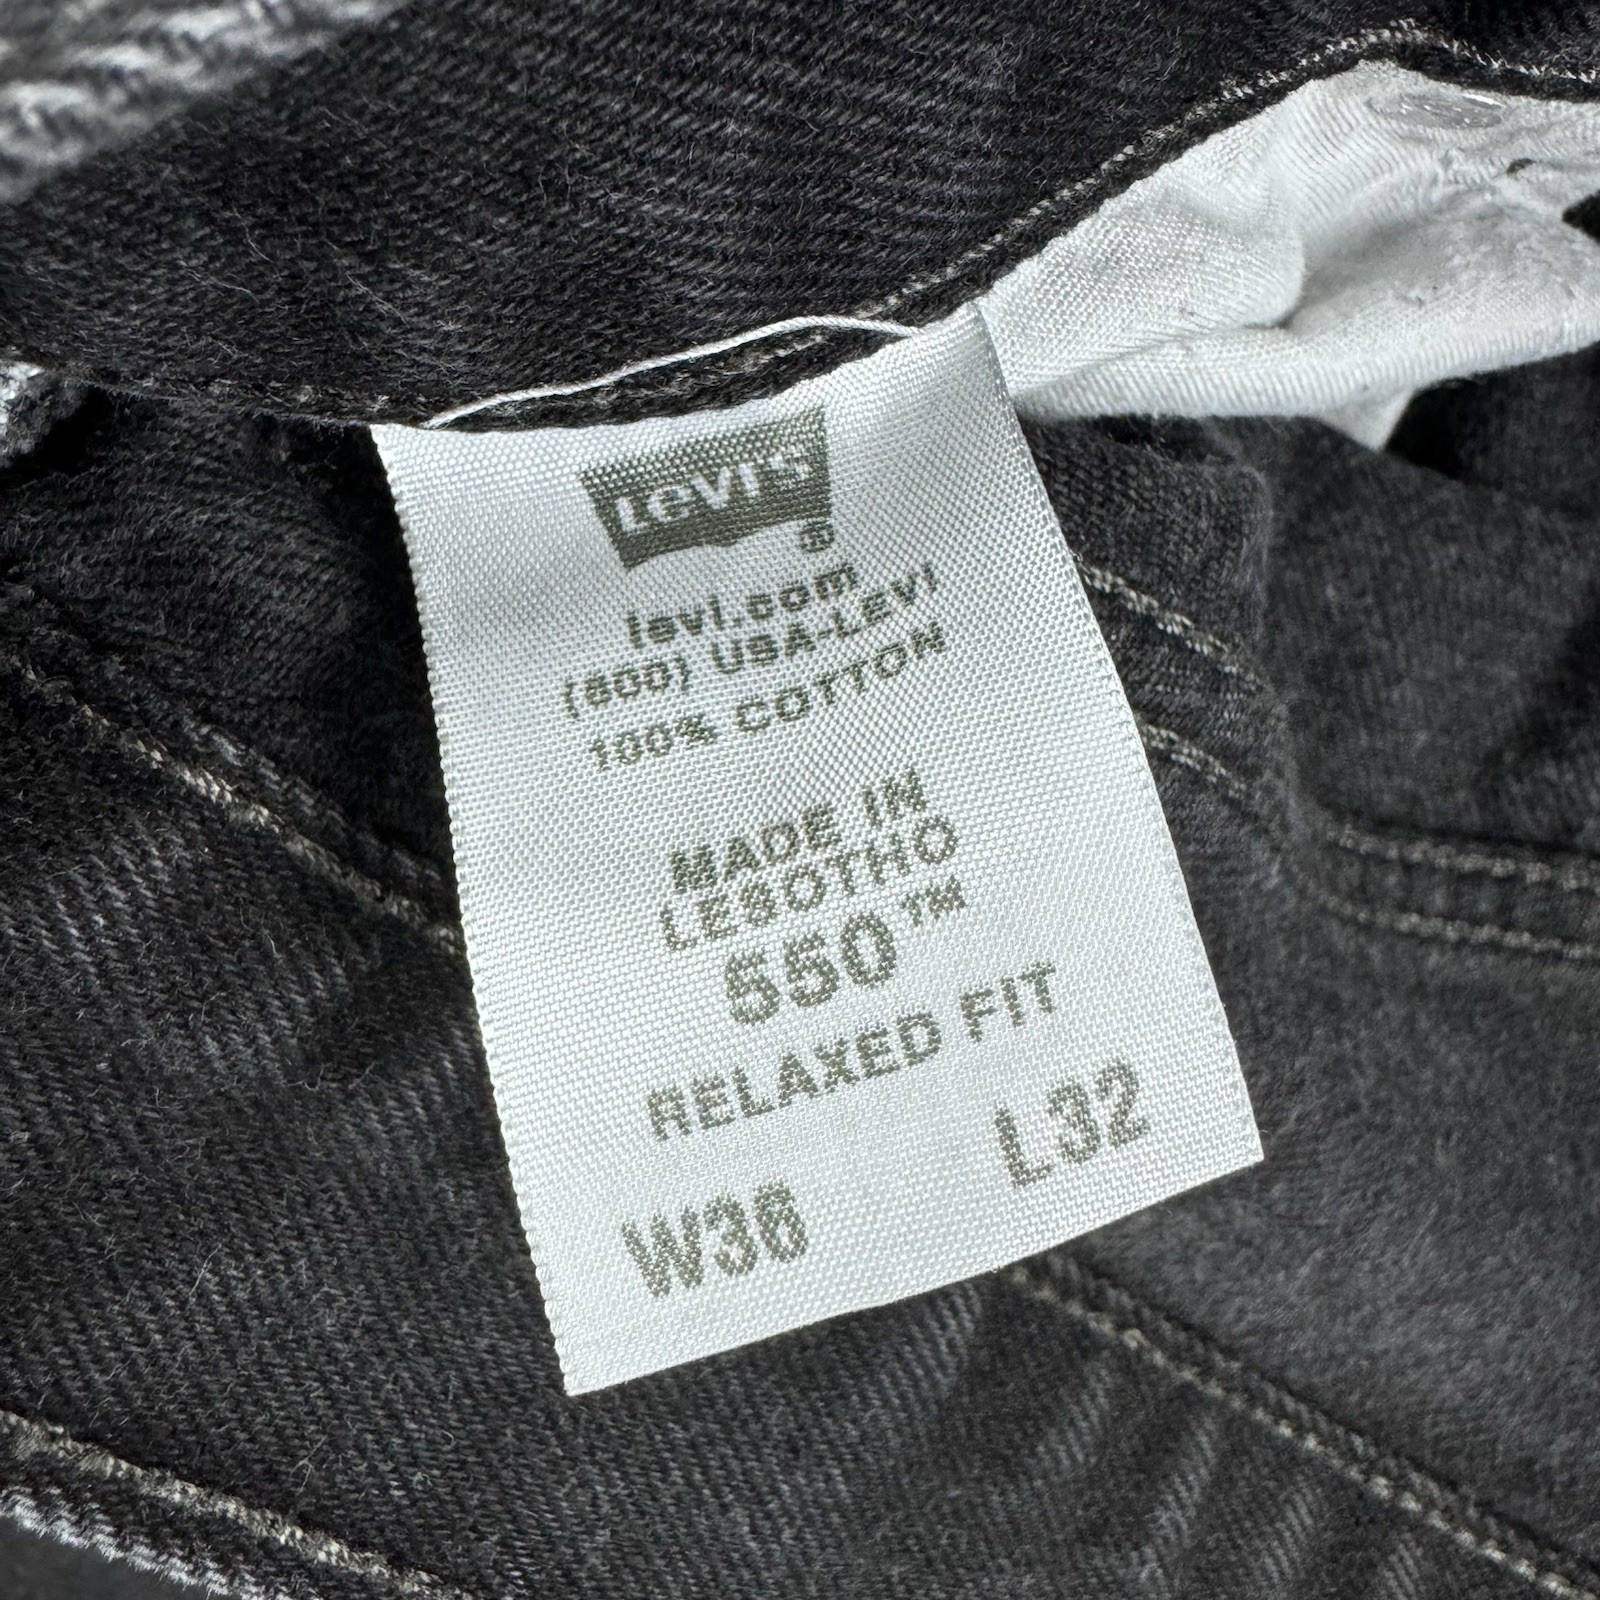 Levi's®
levi.com
(800) USA-LEVI
100% COTTON
MADE IN
LESOTHO
550™
RELAXED FIT
W36 L32